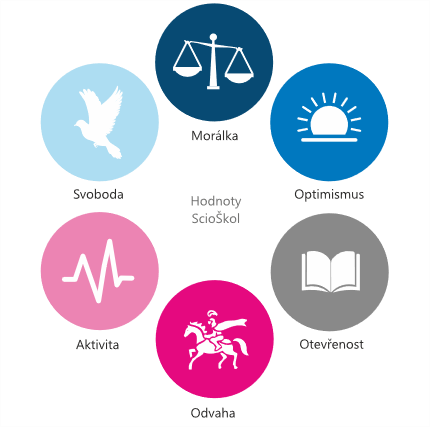 Morálka
Svoboda
Optimismus
Hodnoty
ScioŠkol
Aktivita
Otevřenost
Odvaha